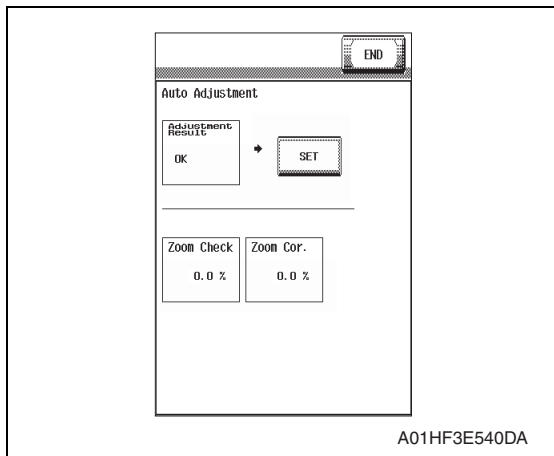 END
Auto Adjustment
Adjustment
Result
OK
SET
Zoom Check
Zoom Cor.
0.0 %
0.0 %
A01HF3E540DA